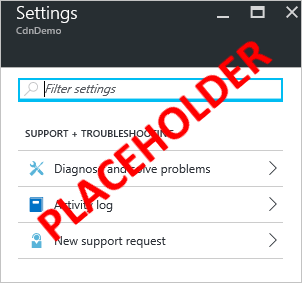 Settings
CdnDemo
Filter settings
SUPPORT + TROUBLESHOOTING
Diagnose and solve problems
Activity log
New support request
PLACEHOLDER